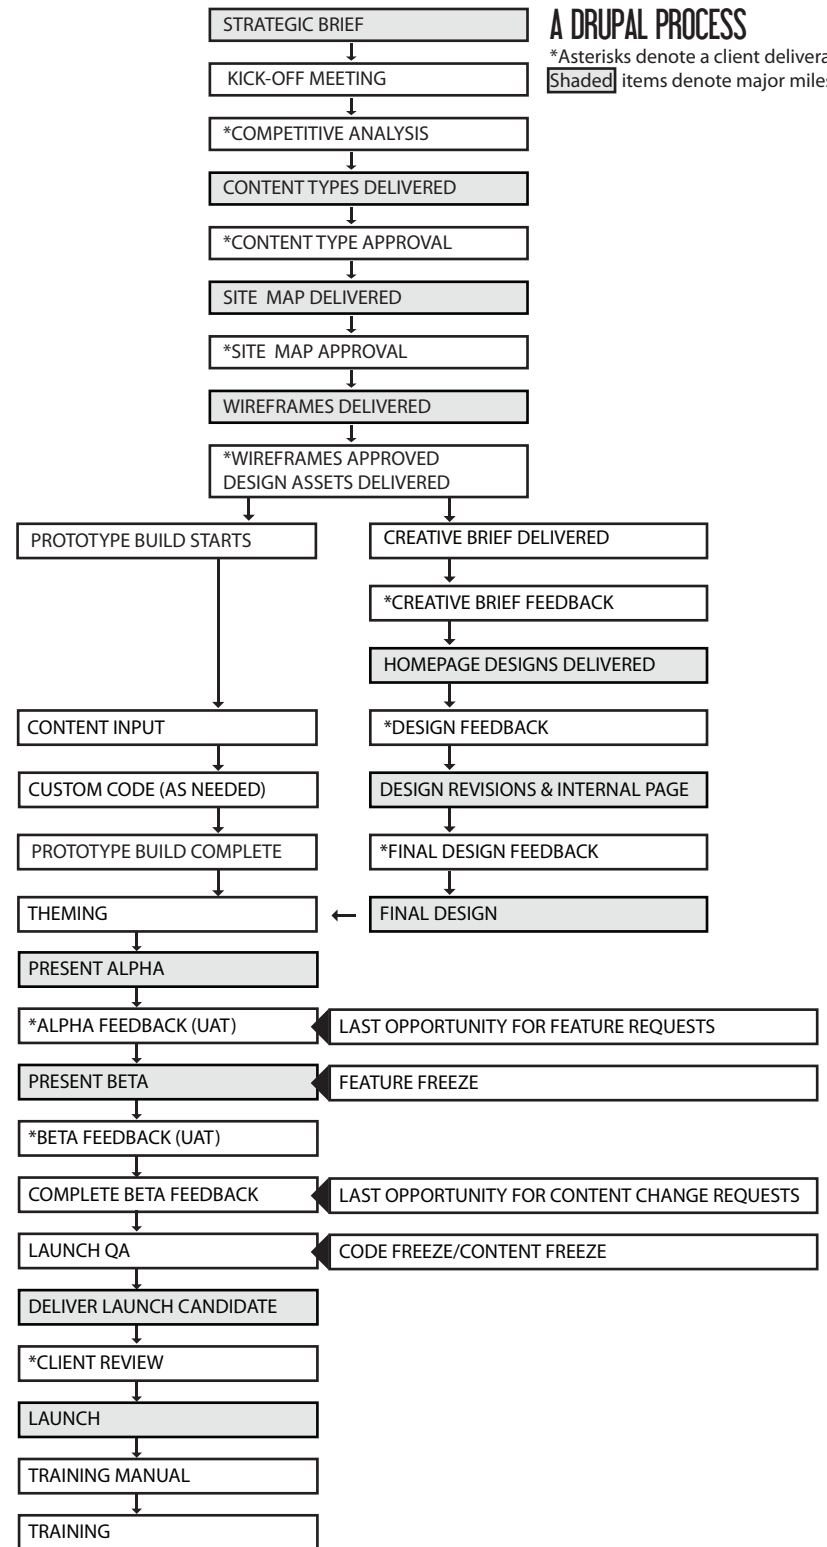 STRATEGIC BRIEF
A DRUPAL PROCESS
*Asterisks denote a client
Shaded items denote major
KICK-OFF MEETING
*COMPETITIVE ANALYSIS
CONTENT TYPES DELIVERED
*CONTENT TYPE APPROVAL
SITE MAP DELIVERED
*SITE MAP APPROVAL
WIREFRAMES DELIVERED
*WIREFRAMES APPROVED
DESIGN ASSETS DELIVERED
PROTOTYPE BUILD STARTS
CREATIVE BRIEF DELIVERED
*CREATIVE BRIEF FEEDBACK
HOMEPAGE DESIGNS DELIVERED
CONTENT INPUT
*DESIGN FEEDBACK
CUSTOM CODE (AS NEEDED)
DESIGN REVISIONS & INTERNAL PAGE
PROTOTYPE BUILD COMPLETE
*FINAL DESIGN FEEDBACK
THEMING
FINAL DESIGN
PRESENT ALPHA
*ALPHA FEEDBACK (UAT)
LAST OPPORTUNITY FOR FEATURE REQUESTS
PRESENT BETA
FEATURE FREEZE
*BETA FEEDBACK (UAT)
COMPLETE BETA FEEDBACK
LAST OPPORTUNITY FOR CONTENT CHANGE REQUESTS
LAUNCH QA
CODE FREEZE/CONTENT FREEZE
DELIVER LAUNCH CANDIDATE
*CLIENT REVIEW
LAUNCH
TRAINING MANUAL
TRAINING